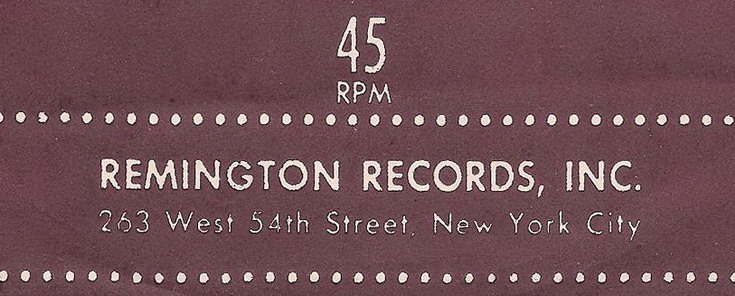 45
RPM
REMINGTON RECORDS, INC.
263 West 54th Street, New York City